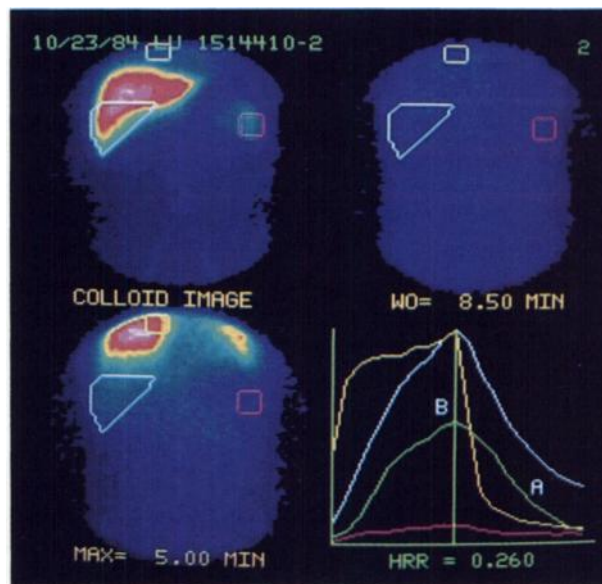 10/23/84 LW 1514410-2
2
COLLOID IMAGE
WO= 8.50 MIN
B
A
MAX= 5.00 MIN
HRR = 0.260